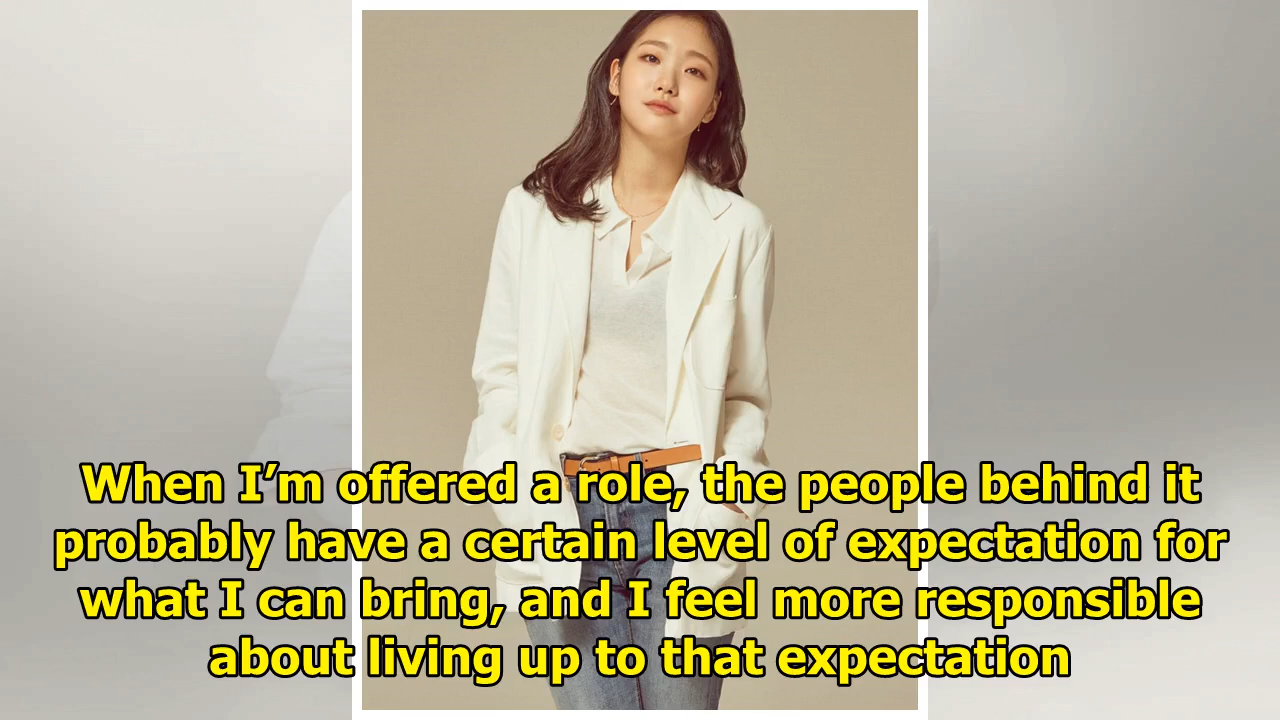 When I’m offered a role, the people behind it
probably have a certain level of expectation for
what I can bring, and I feel more responsible
about living up to that expectation